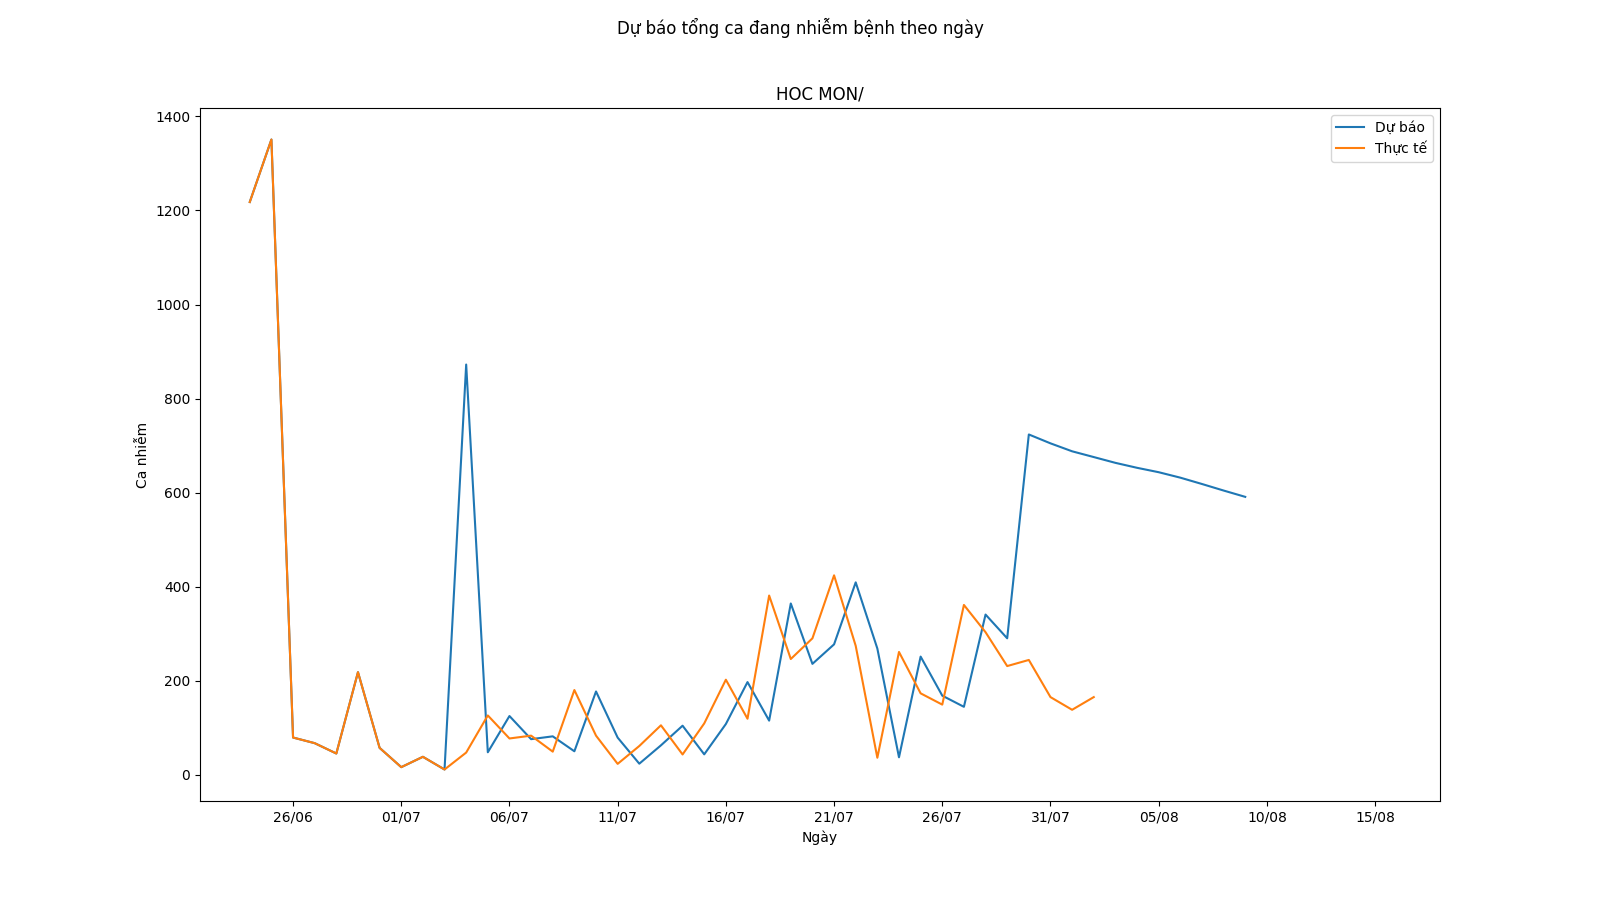 Dự báo tổng ca đang nhiễm bệnh theo ngày
HOC MON/
Dự báo
Thực tế
1400
1200
1000
800
600
400
200
0
Ca nhiễm
26/06 01/07 06/07 11/07 16/07 21/07 26/07 31/07 05/08 10/08 15/08
Ngày